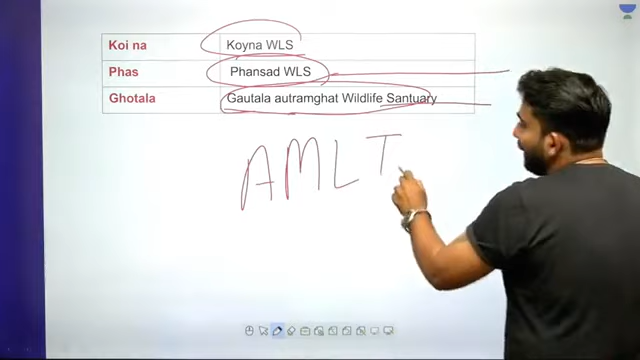 Koi na Koyna WLS
Phas Phansad WLS
Ghotala Gautala autramghat Wildlife Santuary
AMLT